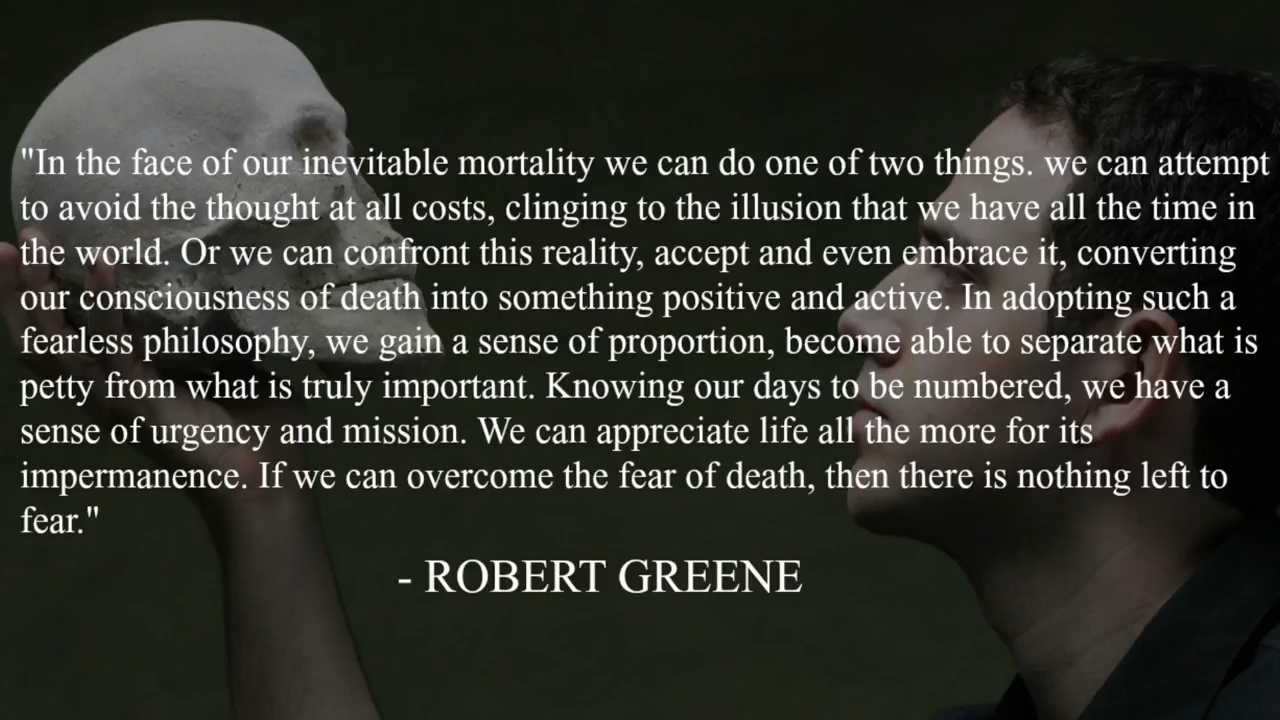 "In the face of our inevitable mortality we can do one of two things. we can attempt
to avoid the thought at all costs, clinging to the illusion that we have all the time in
the world. Or we can confront this reality, accept and even embrace it, converting
our consciousness of death into something positive and active. In adopting such a
fearless philosophy, we gain a sense of proportion, become able to separate what is
petty from what is truly important. Knowing our days to be numbered, we have a
sense of urgency and mission. We can appreciate life all the more for its
impermanence. If we can overcome the fear of death, then there is nothing left to
fear."
- ROBERT GREENE